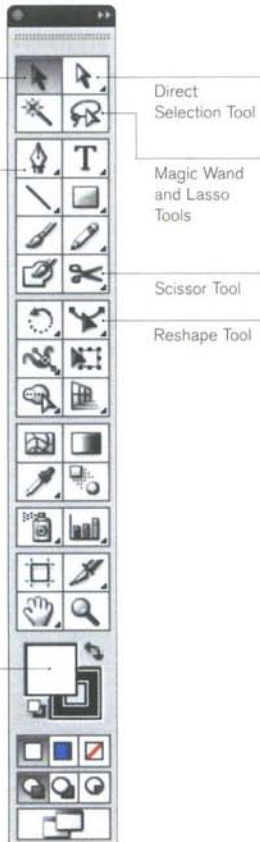 Direct
Selection Tool
Magic Wand
and Lasso
Tools
Scissor Tool
Reshape Tool